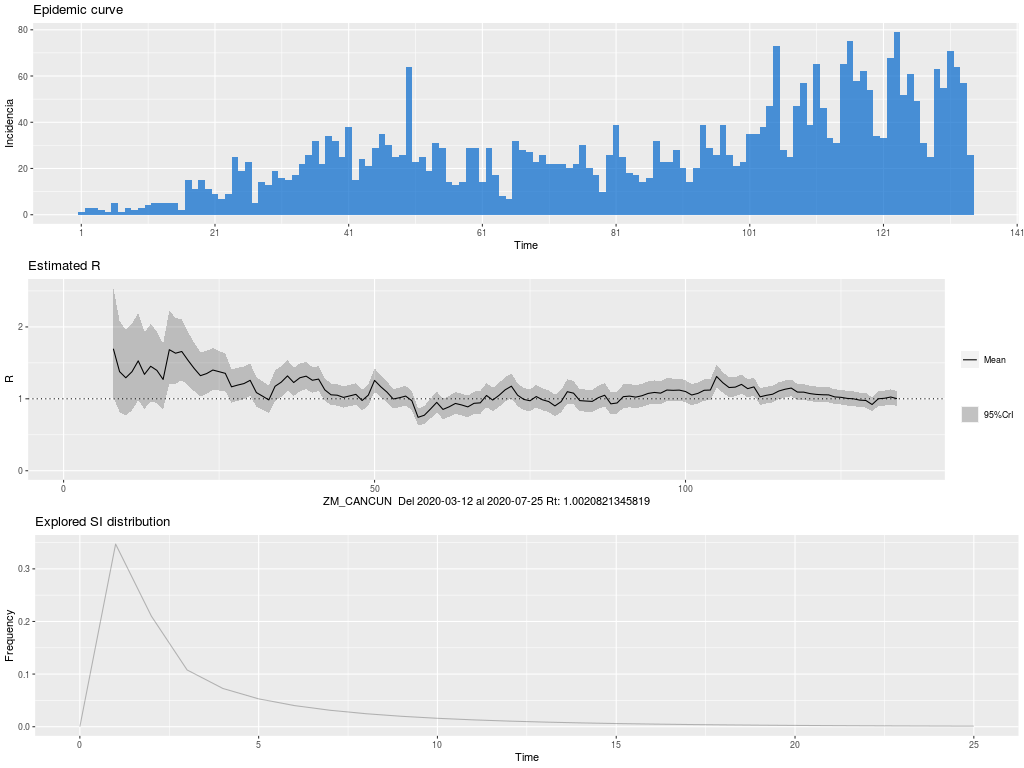 Epidemic curve
80
60
40
20
0
Incidencia
1 21 41 61 81 101 121 141
Time
Estimated R
2
1
0
R
Mean
95%CrI
0 50 100
ZM_CANCUN Del 2020-03-12 al 2020-07-25 Rt: 1.0020821345819
Explored SI distribution
0.3
0.2
0.1
0.0
Frequency
0 5 10 15 20 25
Time